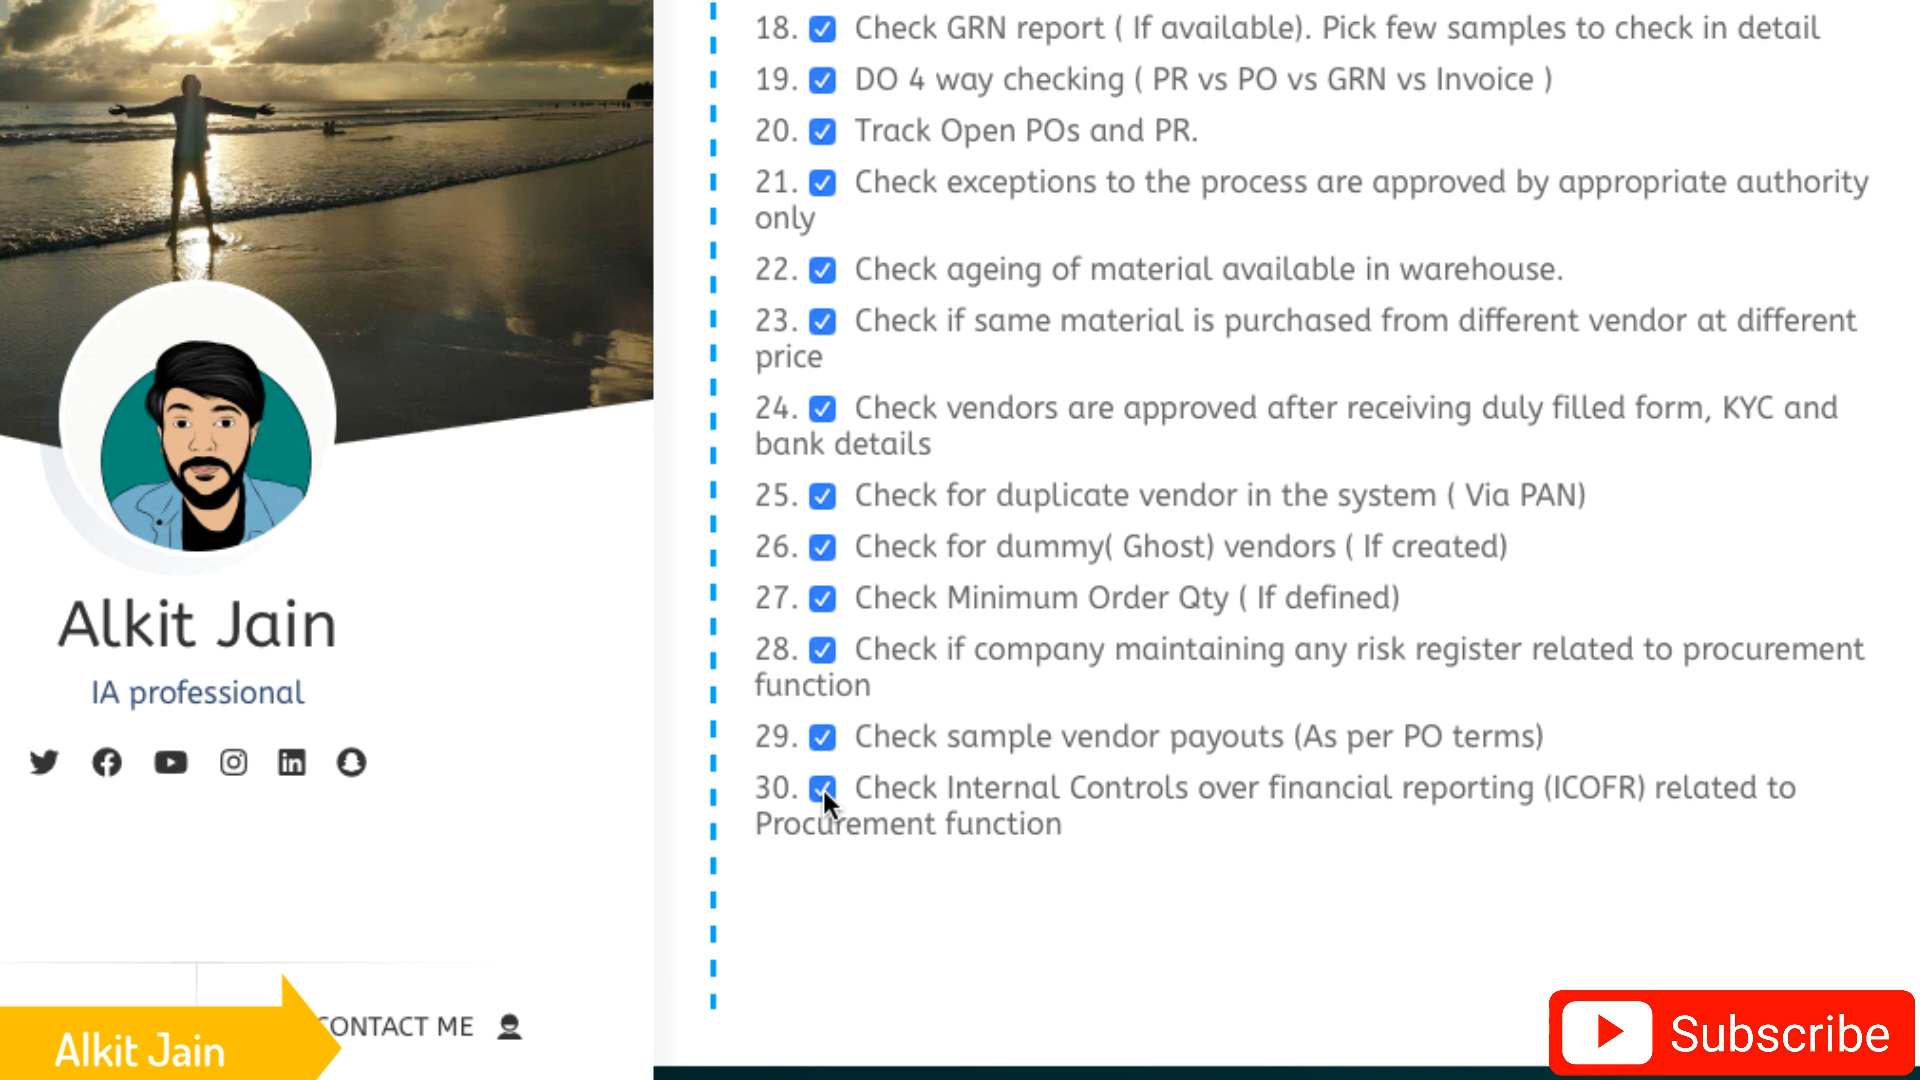 18. Check GRN report ( If available). Pick few samples to check in detail
19. DO 4 way checking ( PR vs PO vs GRN vs Invoice )
20. Track Open POs and PR.
21. Check exceptions to the process are approved by appropriate authority
only
22. Check ageing of material available in warehouse.
23. Check if same material is purchased from different vendor at different
price
24. Check vendors are approved after receiving duly filled form, KYC and
bank details
25. Check for duplicate vendor in the system ( Via PAN)
26. Check for dummy( Ghost) vendors ( If created)
27. Check Minimum Order Qty ( If defined)
28. Check if company maintaining any risk register related to procurement
function
29. Check sample vendor payouts (As per PO terms)
30. Check Internal Controls over financial reporting (ICOFR) related to
Procurement function
Alkit Jain
IA professional
CONTACT ME
Alkit Jain
Subscribe